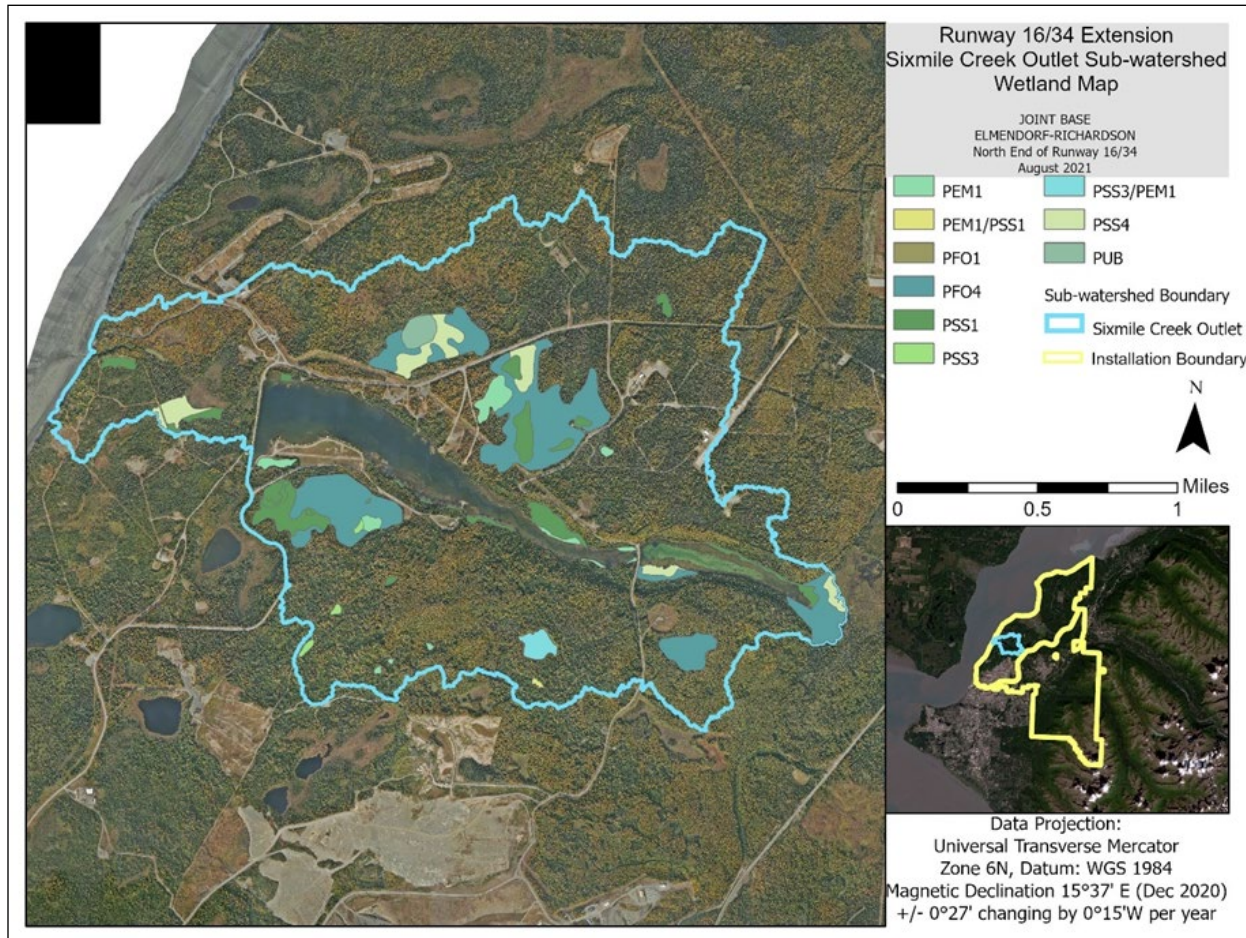 Runway 16/34 Extension
Sixmile Creek Outlet Sub-watershed
Wetland Map
JOINT BASE
ELMENDORF-RICHARDSON
North End of Runway 16/34
August 2021
PEM1
PEM1/PSS1
PFO1
PFO4
PSS1
PSS3
PSS3/PEM1
PSS4
PUB
Sub-watershed Boundary
Sixmile Creek Outlet
Installation Boundary
N
Miles
0 0.5 1
Data Projection:
Universal Transverse Mercator
Zone 6N, Datum: WGS 1984
Magnetic Declination 15°37' E (Dec 2020)
+/- 0°27' changing by 0°15'W per year